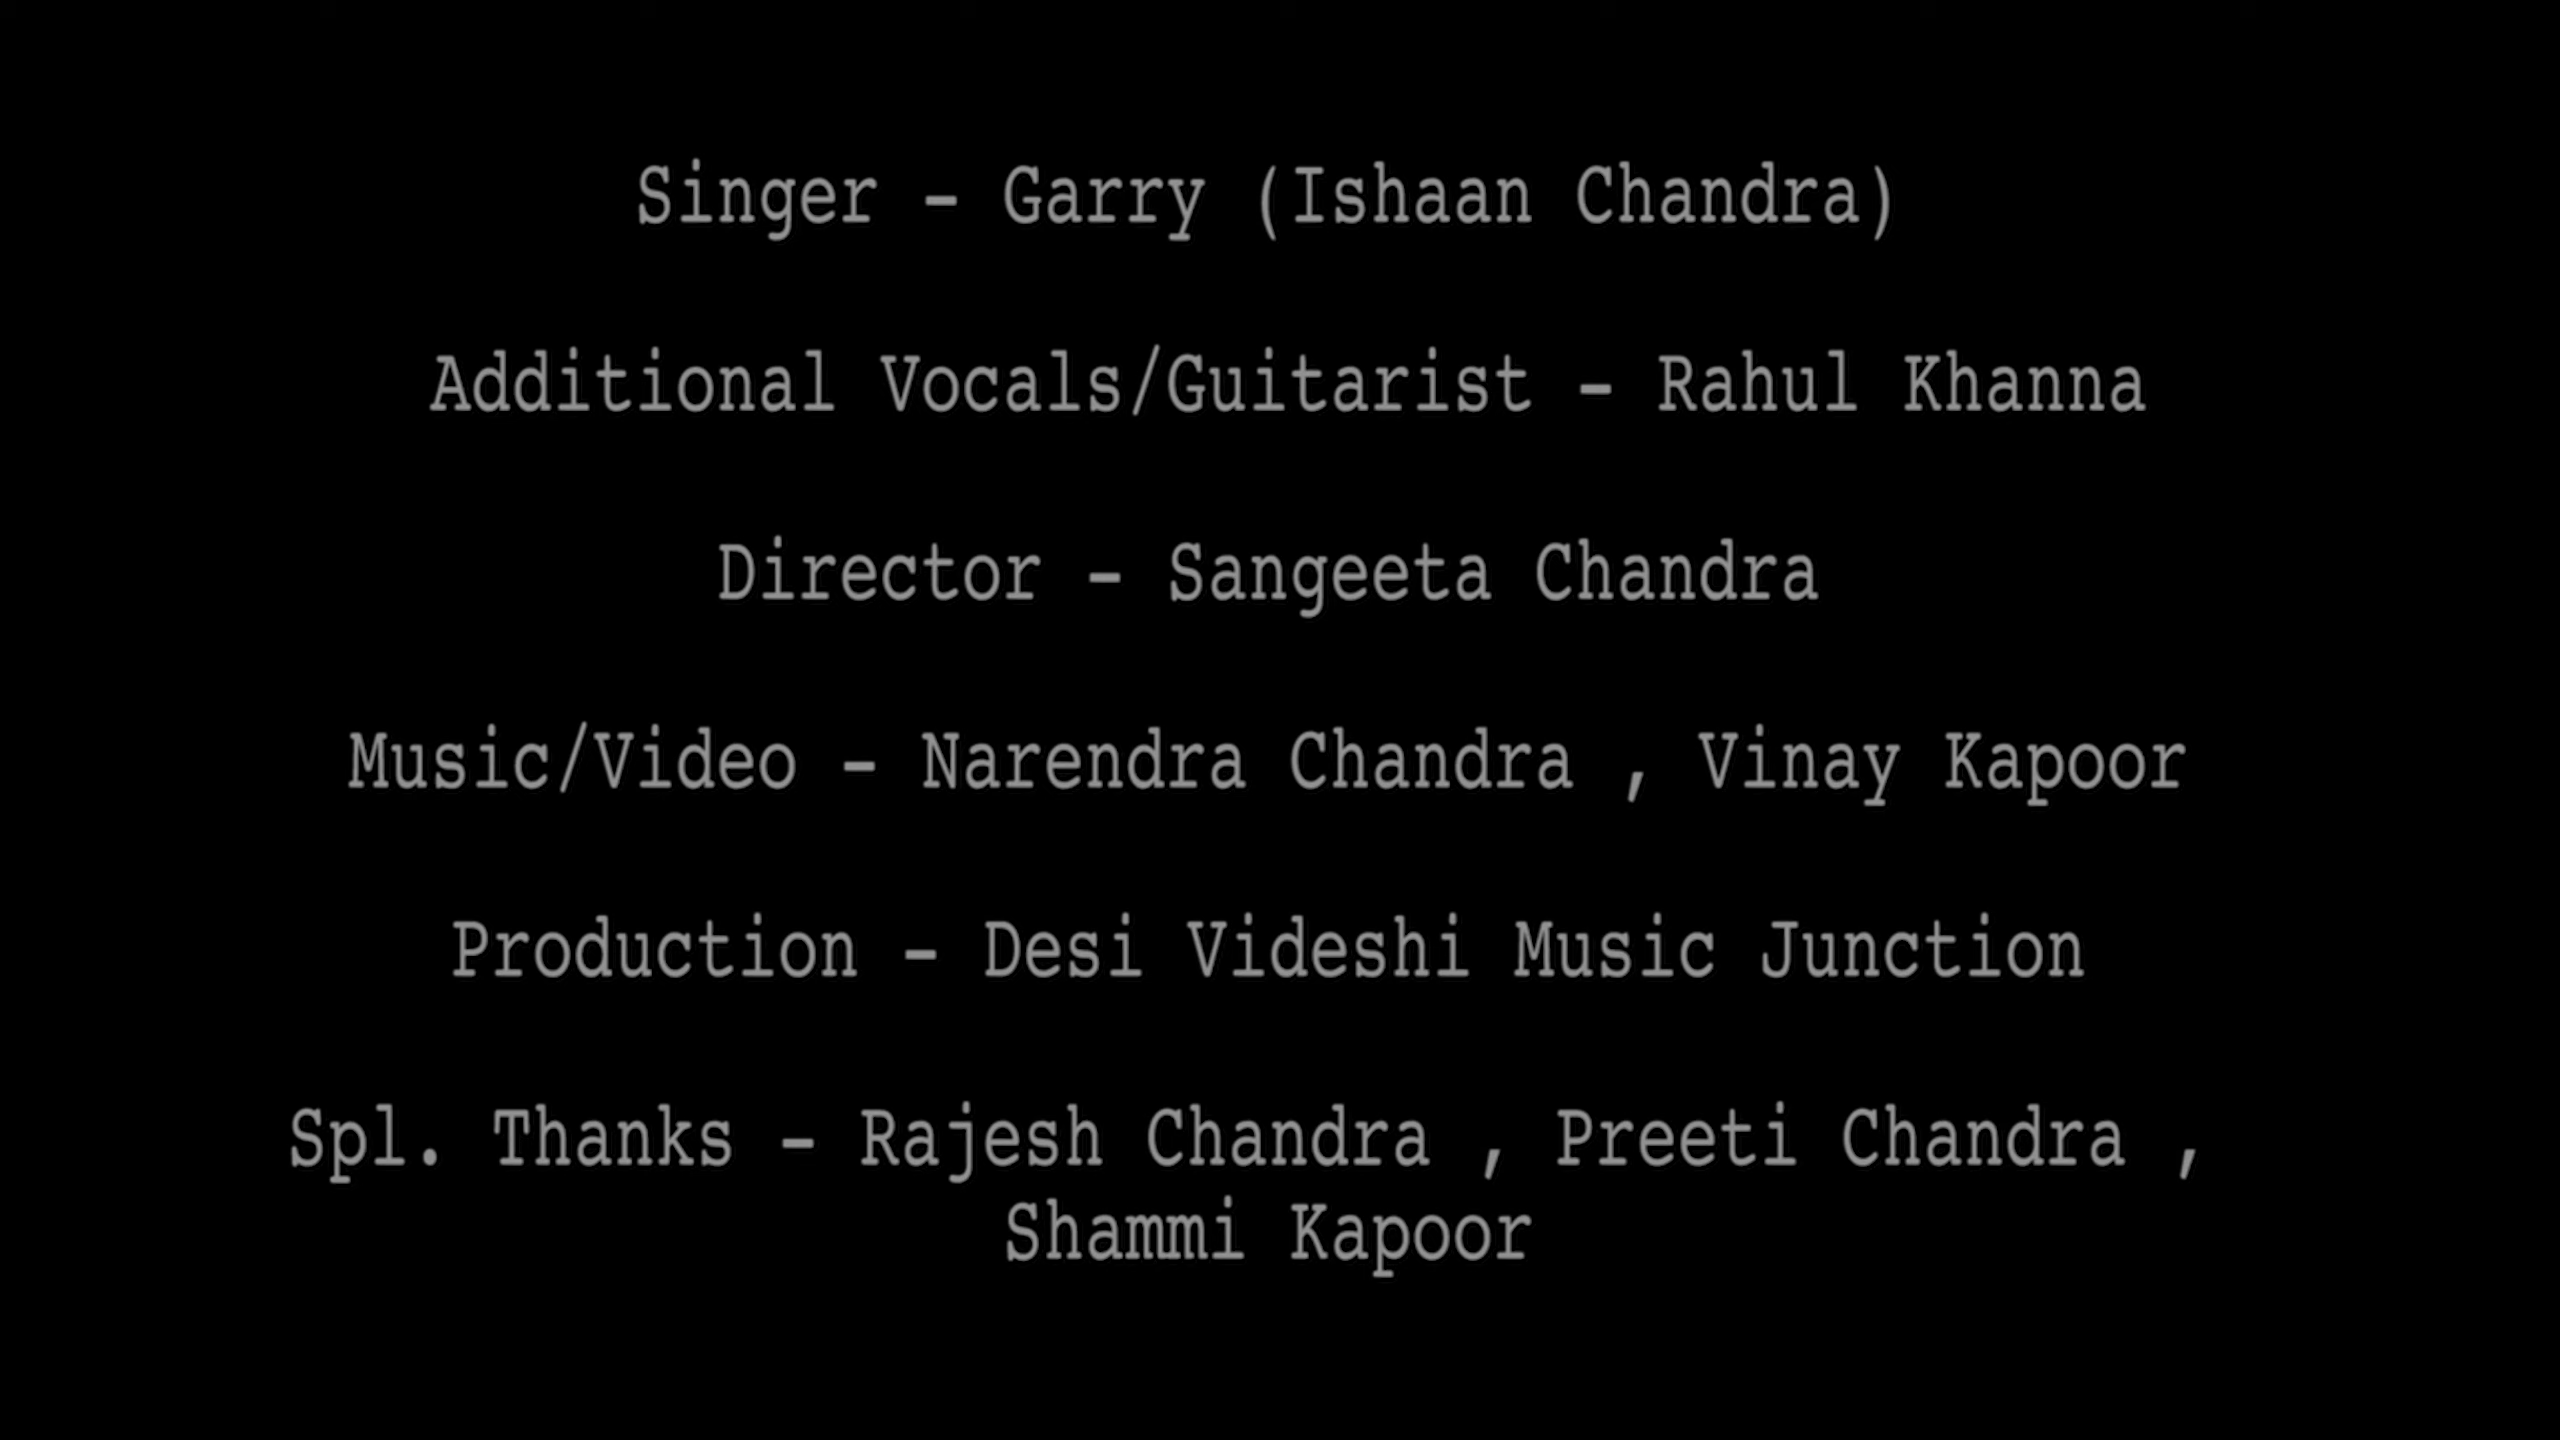 Singer - Garry (Ishaan Chandra)
Additional Vocals/Guitarist - Rahul Khanna
Director - Sangeeta Chandra
Music/Video - Narendra Chandra , Vinay Kapoor
Production - Desi Videshi Music Junction
Spl. Thanks - Rajesh Chandra , Preeti Chandra ,
Shammi Kapoor